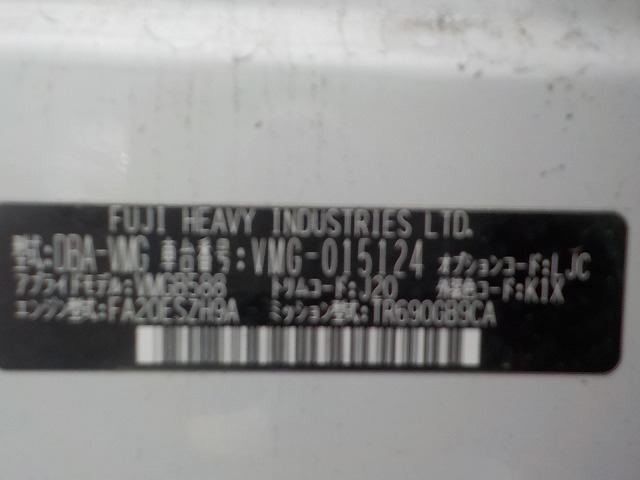 FUJI HEAVY INDUSTRIES LTD.
型式:DBA-VMG 車台番号:VMG-015124 オプションコード:LJC
アプライドモデル:VMGB588 トリムコード:J20 外装色コード:K1X
エンジン型式:FA20ESZH9A ミッション型式:TR690GB9CA